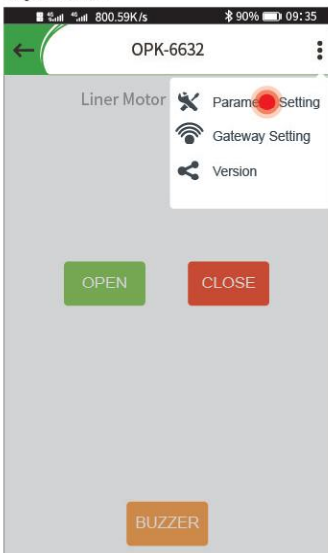 800.59K/s 90% 09:35
OPK-6632
Liner Motor
Setting
Gateway Setting
Version
OPEN
CLOSE
BUZZER